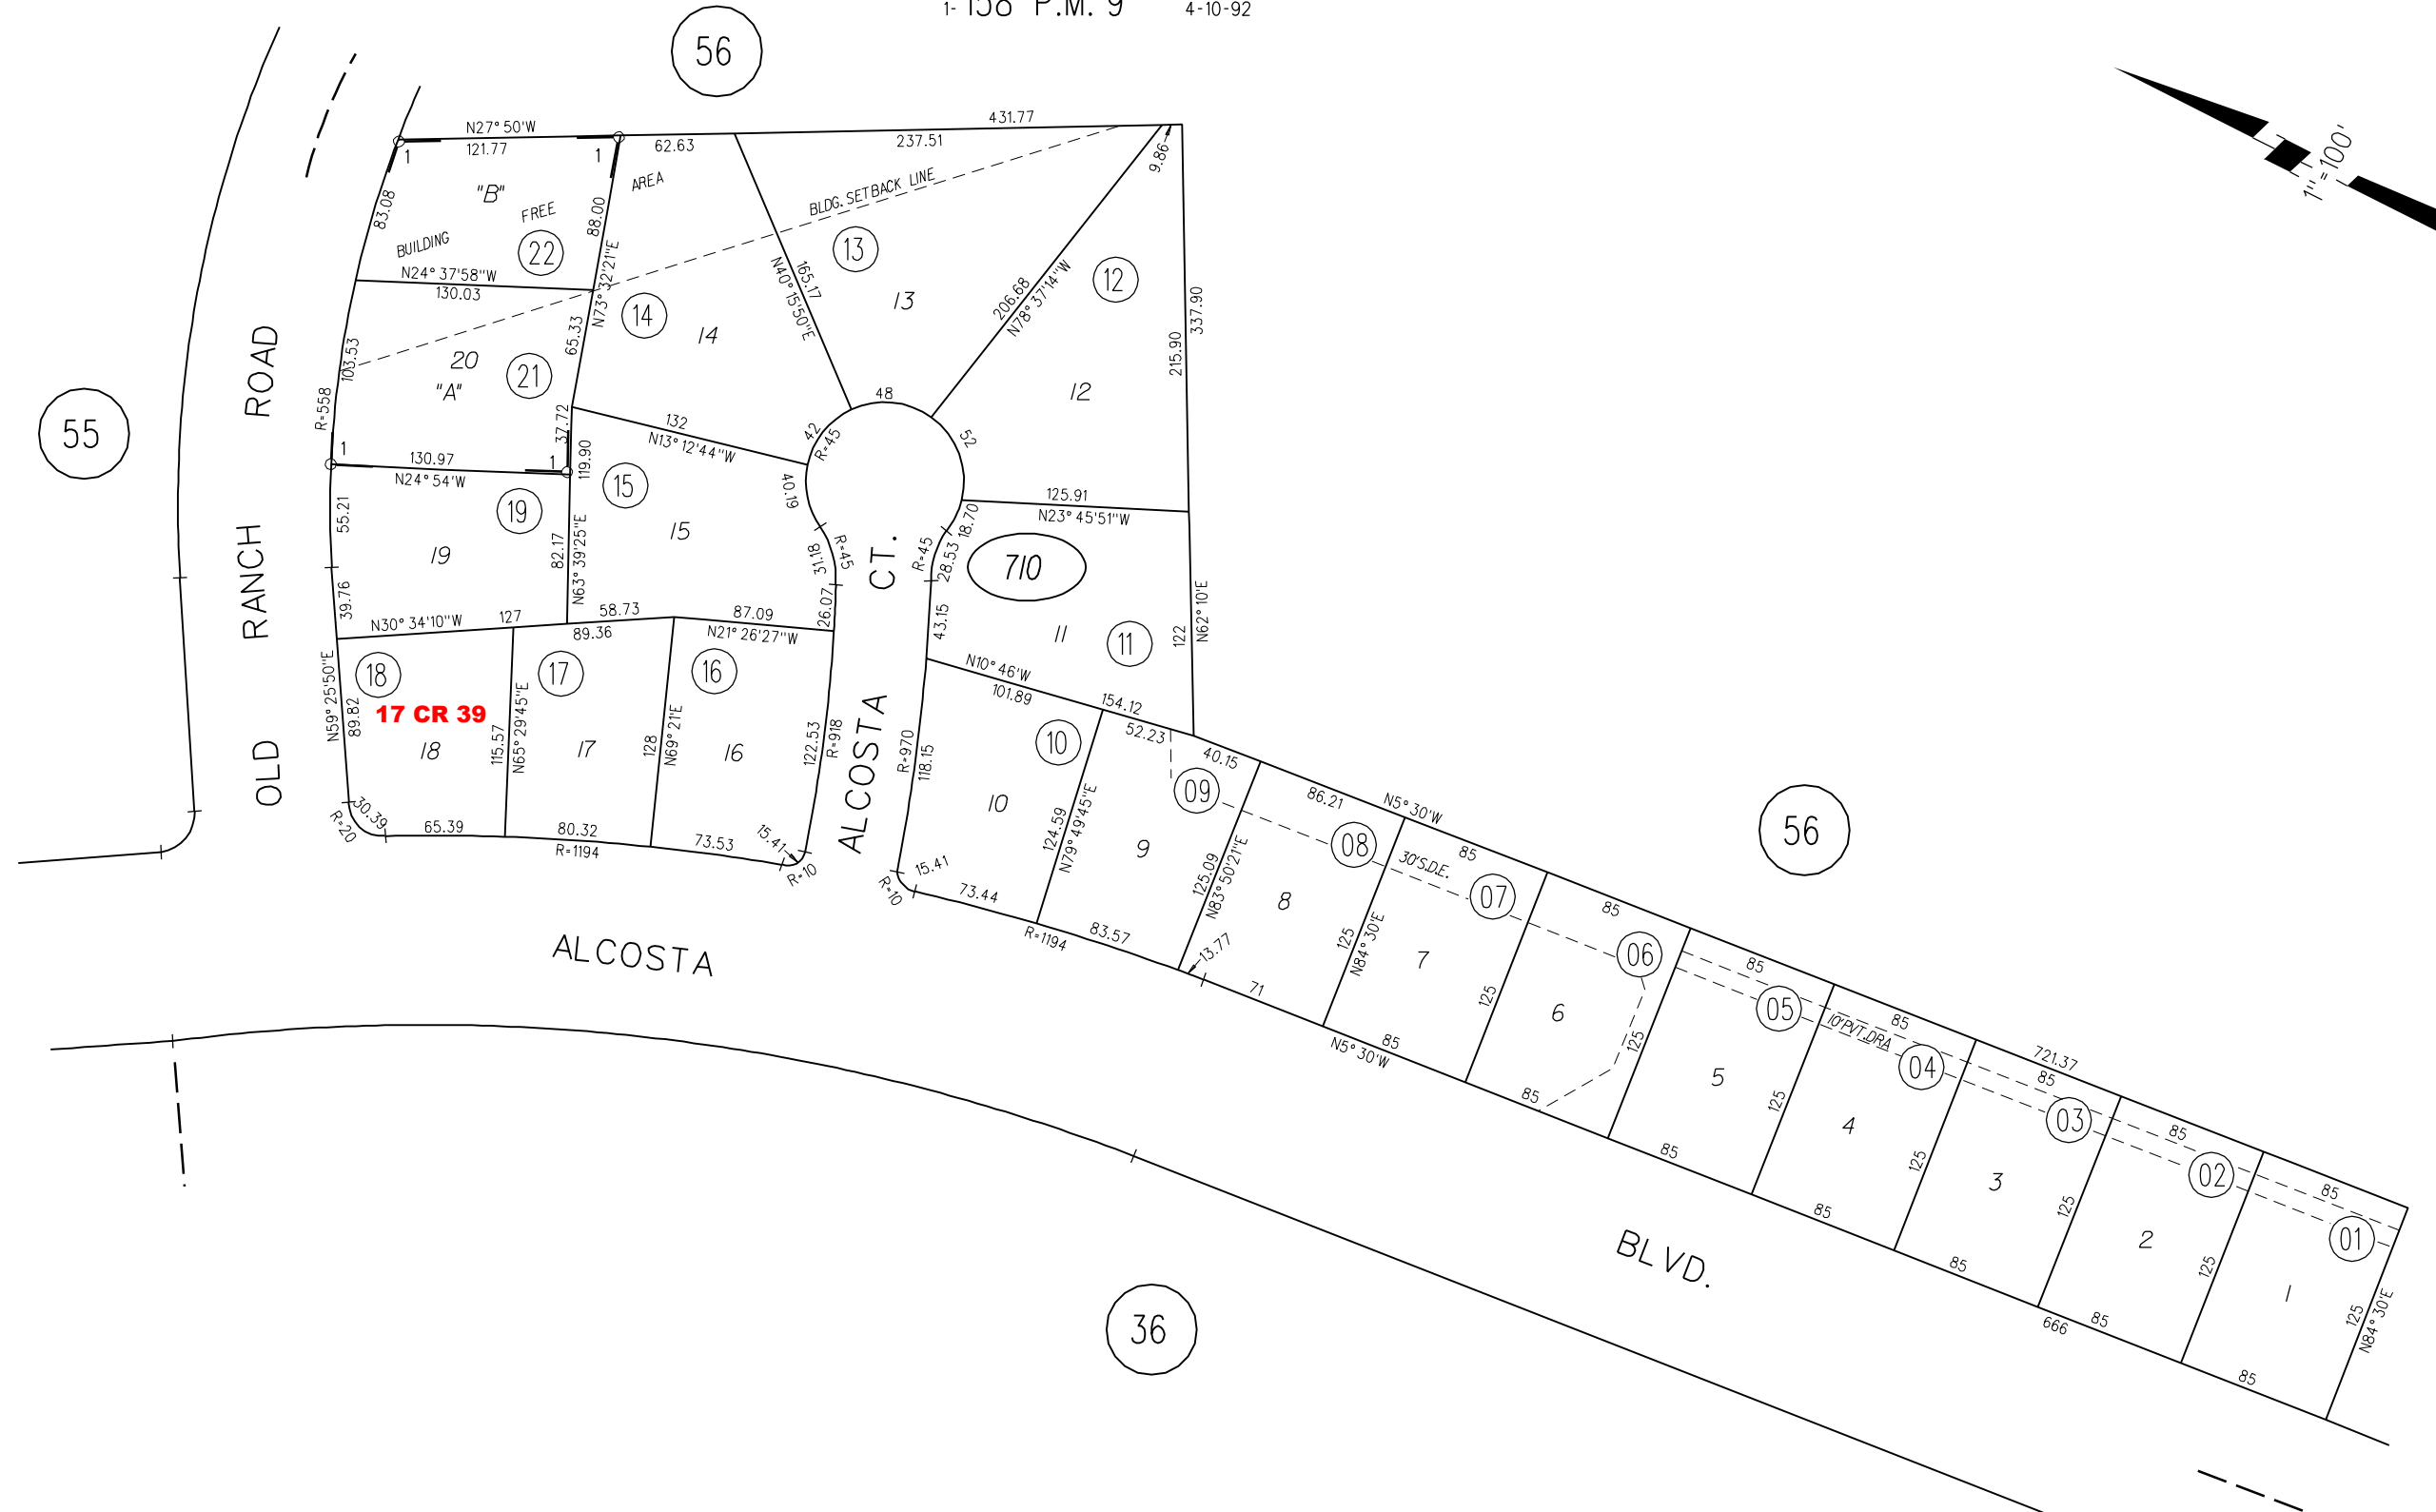 1- 158 P.M. 9 4-10-92
56
431.77
N27°50'W
121.77
62.63
237.51
9.86
1
1
"B"
AREA
FREE
BUILDING
BLDG. SETBACK LINE
83.08
88.00
22
13
12
N24°37'58"W
130.03
N73°32'21"E
65.33
165.17
N40°15'50"E
13
206.68
N78°37'14"W
337.90
215.90
1"=100'
14
14
20
"A"
21
103.53
R=558
12
55
ROAD
48
42
R=45
52
132
N13°12'44"W
37.72
119.90
1
1
130.97
N24°54'W
15
40.19
125.91
N23°45'51"W
18.70
19
55.21
19
82.17
N63°39'25"E
15
31.18
R=45
R=45
28.53
710
CT.
RANCH
39.76
N30°34'10"W
127
58.73
89.36
87.09
N21°26'27"W
26.07
43.15
11
11
122
N62°10'E
18
17
16
N10°46'W
101.89
154.12
52.23
40.15
N59°25'50"E
89.82
17 CR 39
18
115.57
N65°29'45"E
17
128
N69°21'E
16
122.53
R=918
ALCOSTA
R=970
118.15
10
10
09
OLD
30.39
R=20
65.39
80.32
R=1194
73.53
15.41
R=10
15.41
R=10
73.44
R=1194
124.59
N79°49'45"E
9
83.57
13.77
125.09
N83°50'21"E
86.21
N5°30'W
08
8
71
125
N84°30'E
85
30'S.D.E.
07
7
85
N5°30'W
125
85
06
6
85
125
56
85
05
5
85
125
10'PVT.DRA
85
04
4
85
125
721.37
85
03
3
85
125
85
02
2
666
85
125
85
01
1
85
125
N84°30'E
ALCOSTA
BLVD.
36